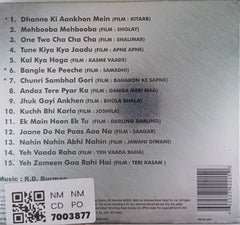 * 1. Dhanno Ki Aankhon Mein (FILM : KITAAB)
2. Mehbooba Mehbooba (FILM : SHOLAY)
3. One Two Cha Cha Cha (FILM : SHALIMAR)
4. Tune Kiya Kya Jaadu (FILM : APNE APNE)
5. Kal Kya Hoga (FILM : KASME VAADE)
* 6. Bangle Ke Peeche (FILM : SAMADHI)
* 7. Chunri Sambhal Gori (FILM : BAHARON KE SAPNE)
8. Andaz Tere Pyar Ka (FILM : GANGA MERI MAA)
9. Jhuk Gayi Ankhen (FILM : BHOLA BHALA)
10. Kuchh Bhi Karlo (FILM : JOSHILA)
11. Ek Main Hoon Ek Tu (FILM : DARLING DARLING)
12. Jaane Do Na Paas Aao Na (FILM : SAAGAR)
13. Nahin Nahin Abhi Nahin (FILM : JAWANI DIWANI)
14. Yeh Vaada Raha (FILM : YEH VAADA RAHA)
15. Yeh Zameen Gaa Rahi Hai (FILM : TERI KASAM)
Music : R.D. Burman
NM NM
CD PD
7003877